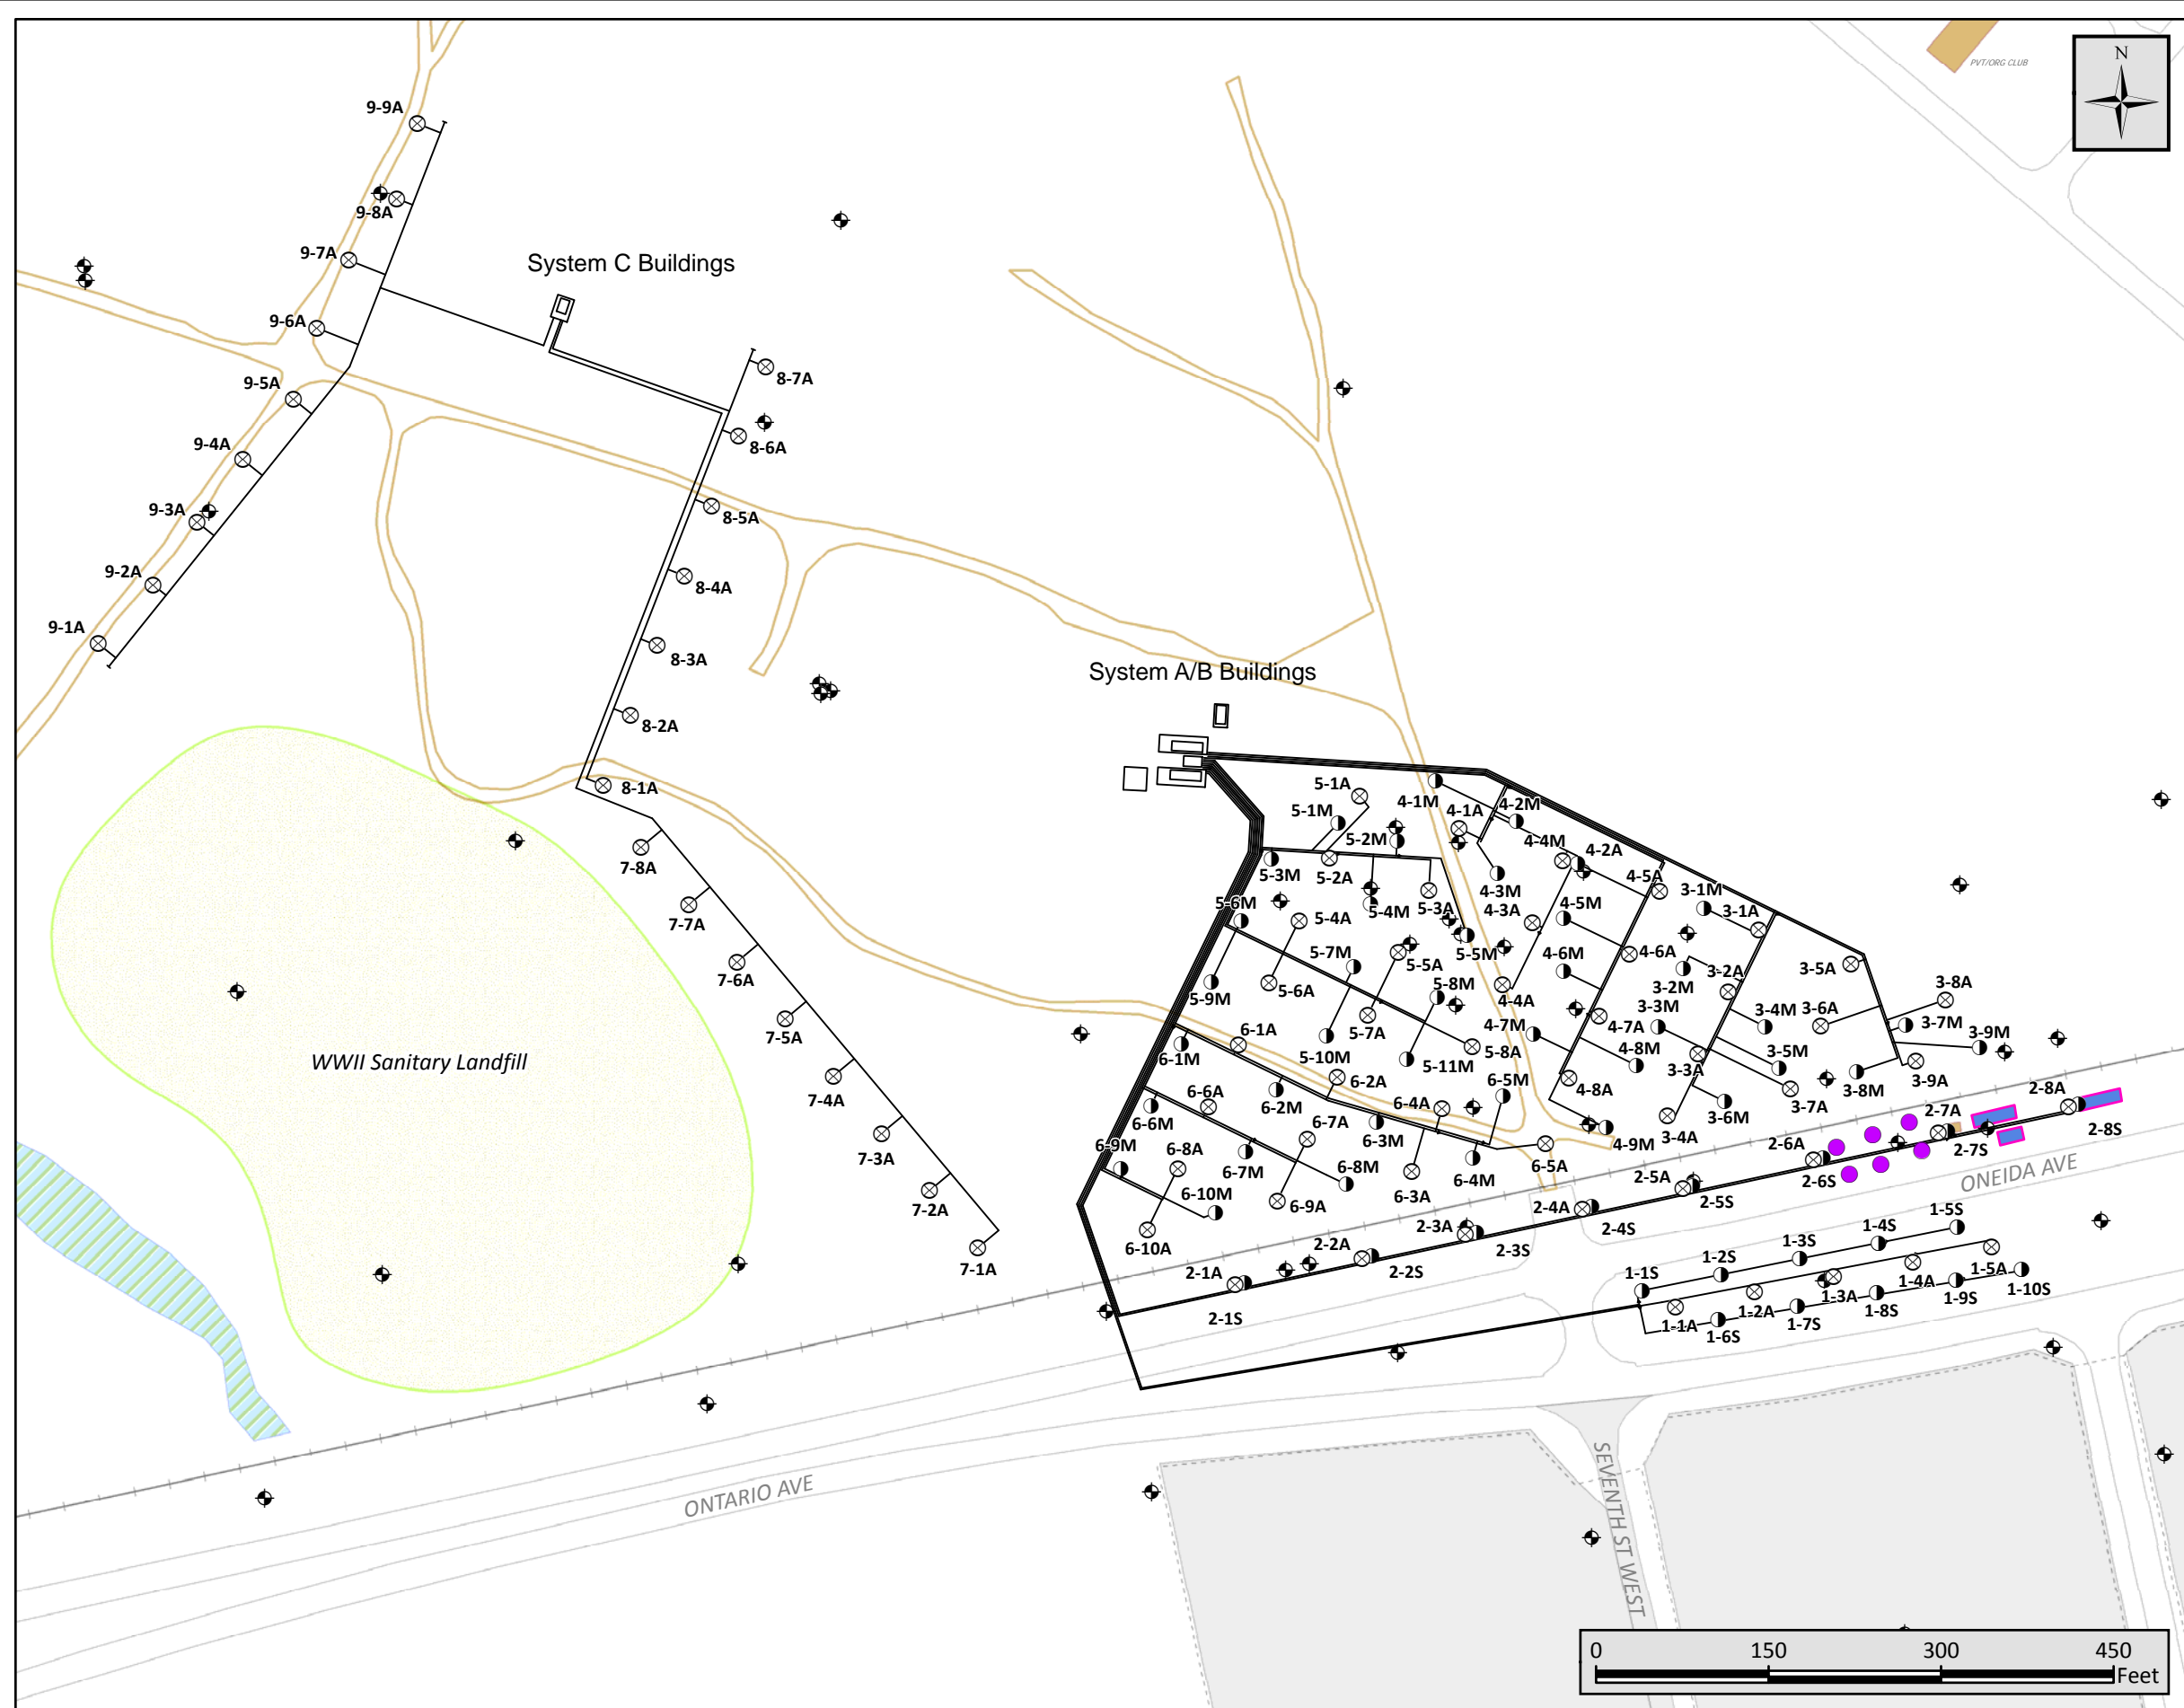 PVT/ORG CLUB
N
9-9A
9-8A
9-7A
System C Buildings
9-6A
8-7A
9-5A
9-4A
8-6A
9-3A
8-5A
9-2A
8-4A
9-1A
8-3A
8-2A
8-1A
System A/B Buildings
7-8A
7-7A
7-6A
7-5A
7-4A
7-3A
7-2A
7-1A
WWII Sanitary Landfill
5-1A
5-1M
5-2M
5-3M
5-2A
5-4M
5-3A
5-6M
5-4A
5-5M
5-7M
5-5A
5-9M
5-6A
5-8M
5-7A
5-10M
5-11M
5-8A
4-1M
4-1A
4-2M
4-4M
4-2A
4-3M
4-5A
4-3A
4-5M
4-6M
4-6A
4-4A
4-7M
4-7A
4-8M
4-8A
4-9M
3-1M
3-1A
3-2A
3-2M
3-3M
3-4M
3-5A
3-6A
3-8A
3-7M
3-9M
3-5M
3-3A
3-7A
3-8M
3-9A
3-6M
3-4A
6-1A
6-1M
6-2A
6-2M
6-6A
6-6M
6-7A
6-4A
6-5M
6-3M
6-9M
6-8A
6-7M
6-8M
6-3A
6-4M
6-5A
6-10M
6-9A
6-10A
2-8A
2-7A
2-8S
2-7S
2-6A
2-6S
2-5A
2-5S
2-4A
2-4S
2-3A
2-3S
2-2A
2-2S
2-1A
2-1S
ONEIDA AVE
1-5S
1-4S
1-3S
1-2S
1-1S
1-5A
1-4A
1-3A
1-2A
1-1A
1-10S
1-9S
1-8S
1-7S
1-6S
ONTARIO AVE
SEVENTH ST WEST
0 150 300 450
Feet